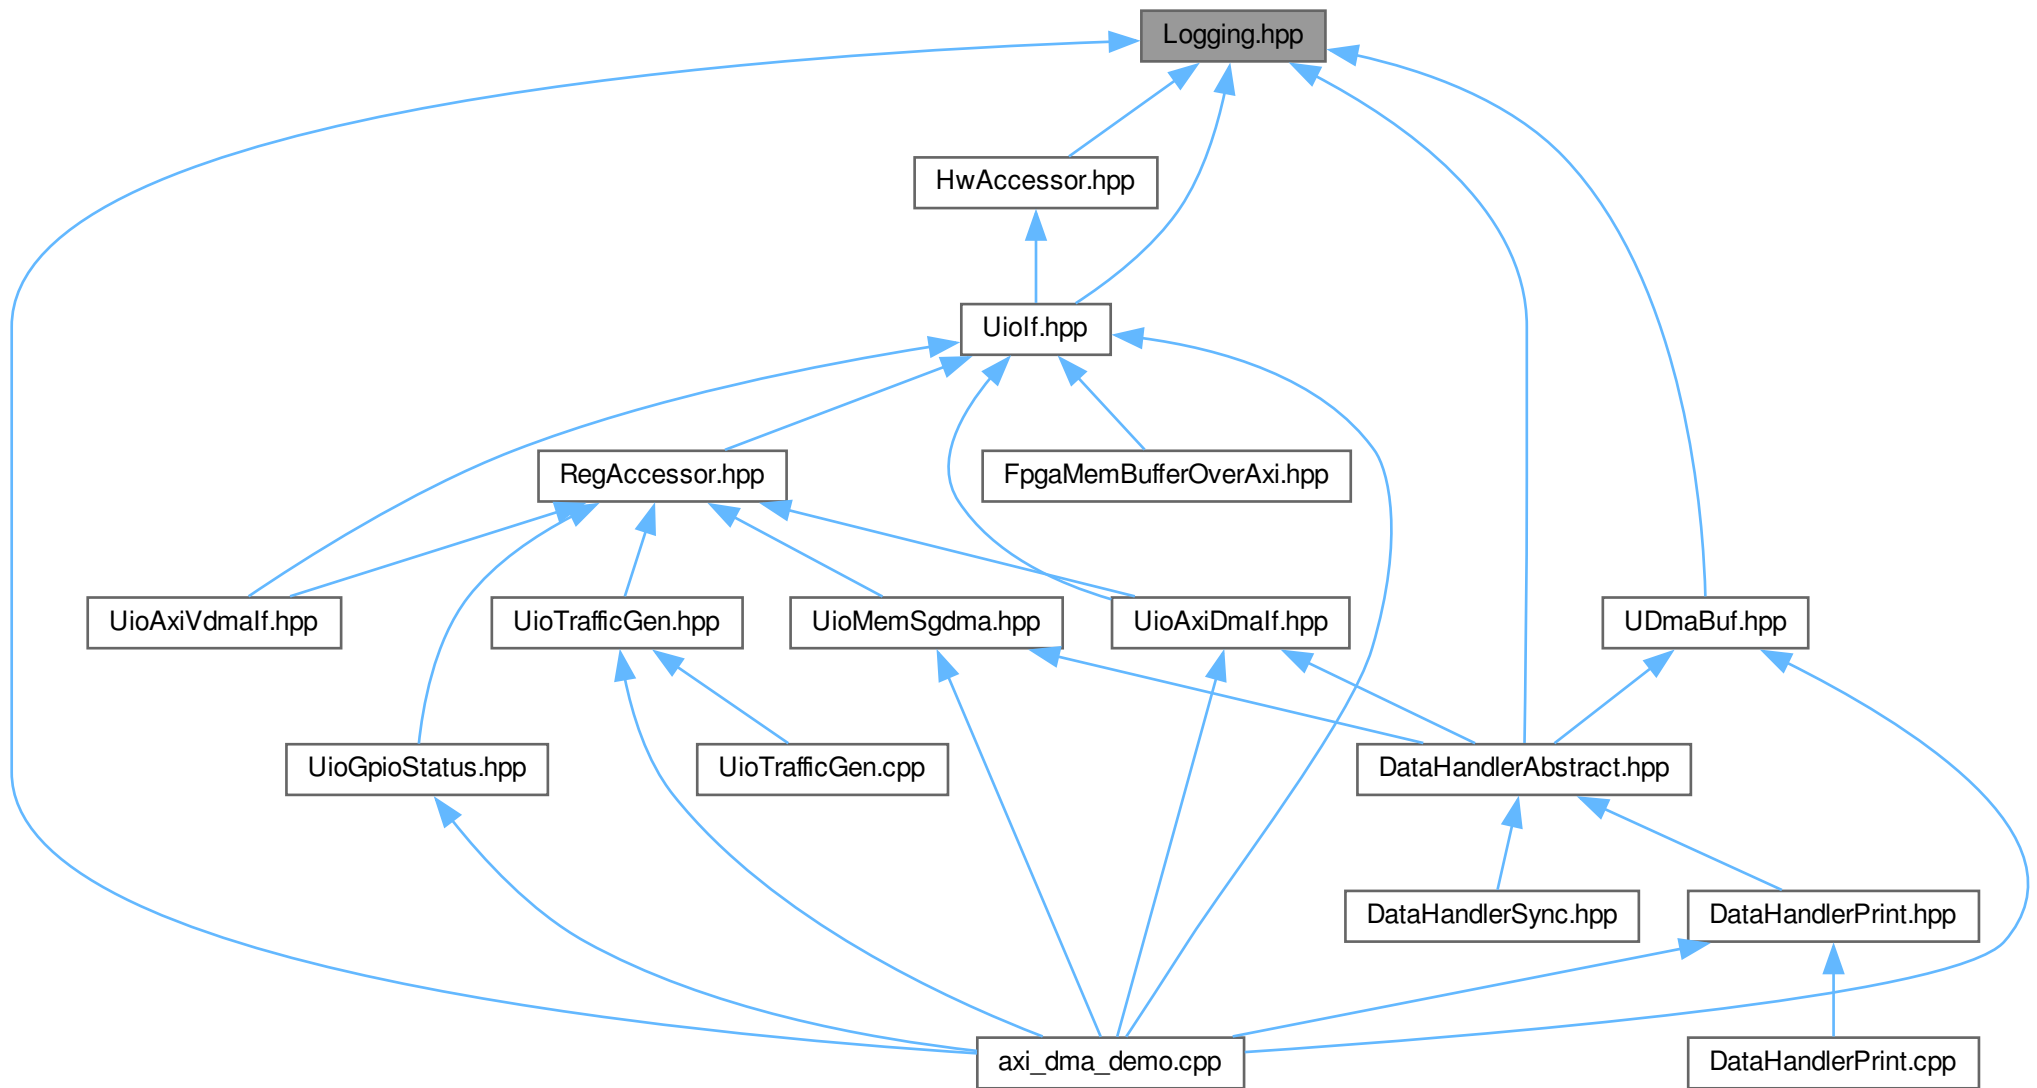 Logging.hpp
HwAccessor.hpp
UioIf.hpp
RegAccessor.hpp
FpgaMemBufferOverAxi.hpp
UioAxiVdmaIf.hpp
UioTrafficGen.hpp
UioMemSgdma.hpp
UioAxiDmaIf.hpp
UDmaBuf.hpp
UioGpioStatus.hpp
UioTrafficGen.cpp
DataHandlerAbstract.hpp
DataHandlerSync.hpp
DataHandlerPrint.hpp
axi_dma_demo.cpp
DataHandlerPrint.cpp